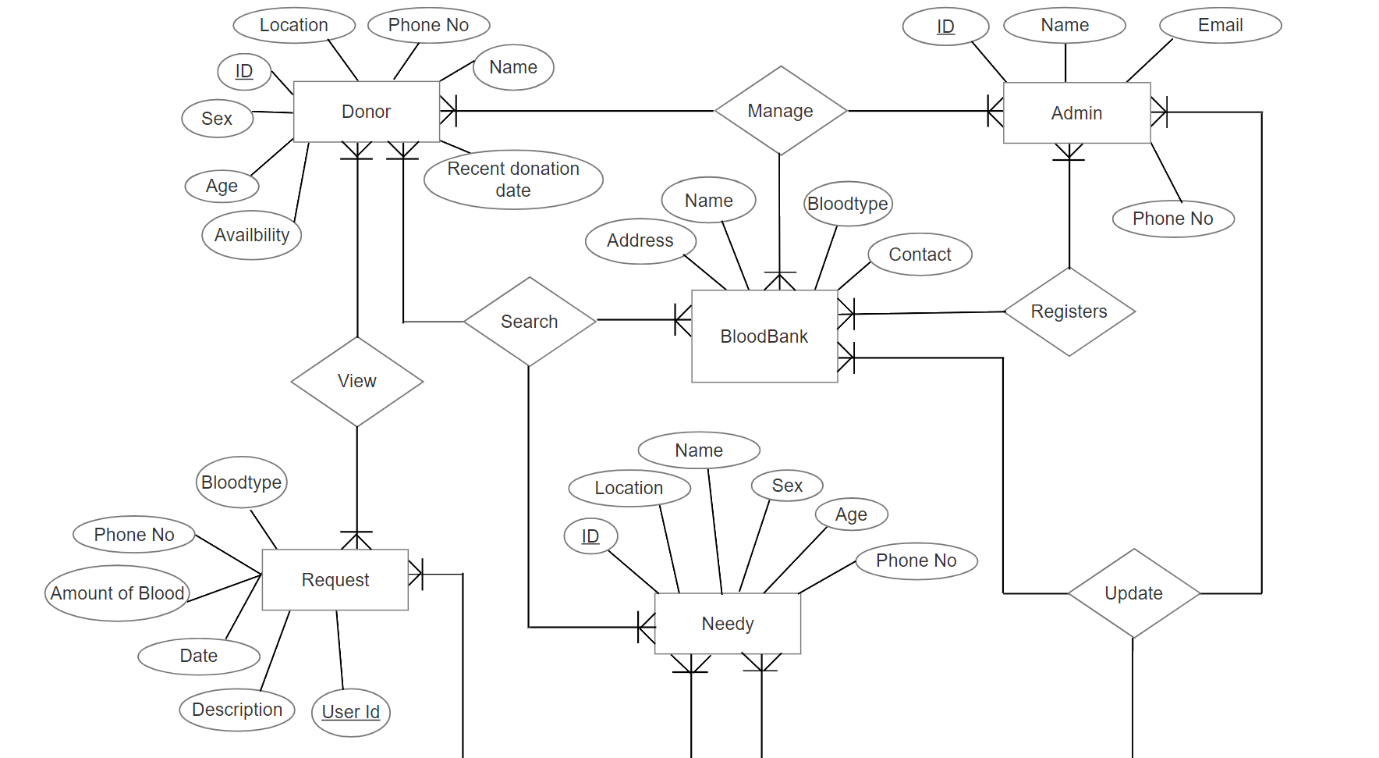 Location
Phone No
ID
Name
Email
ID
Name
Sex
Donor
Manage
Admin
Recent donation
date
Age
Availbility
Name
Bloodtype
Address
Contact
Phone No
Search
BloodBank
Registers
View
Name
Bloodtype
Location
Sex
Age
ID
Phone No
Phone No
Request
Amount of Blood
Needy
Update
Date
Description
User Id